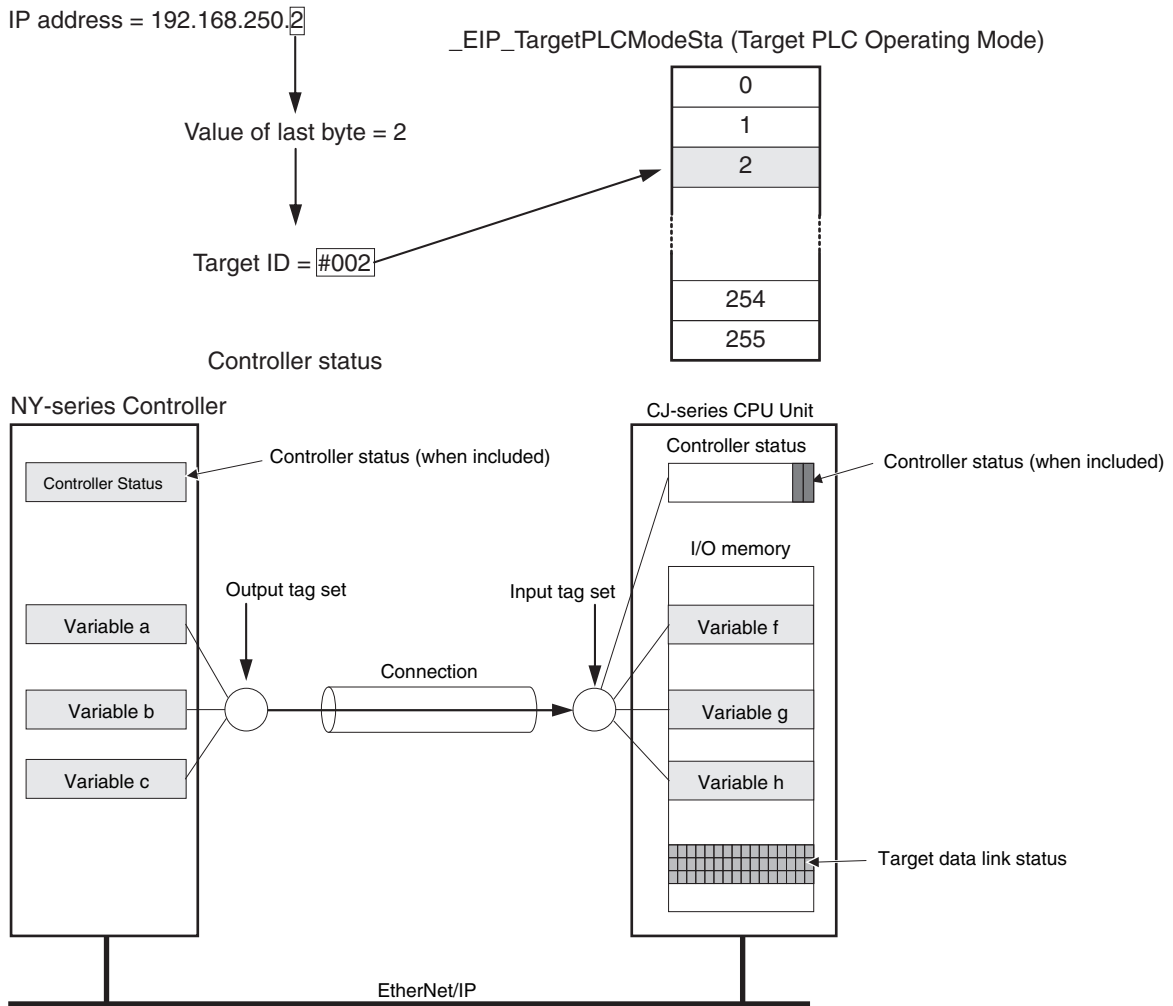 IP address = 192.168.250.2
_EIP_TargetPLCModeSta (Target PLC Operating Mode)
0
1
2
254
255
Value of last byte = 2
Target ID = #002
Controller status
NY-series Controller
Controller Status
Controller status (when included)
Variable a
Variable b
Variable c
Output tag set
Connection
Input tag set
CJ-series CPU Unit
Controller status
Controller status (when included)
I/O memory
Variable f
Variable g
Variable h
Target data link status
EtherNet/IP